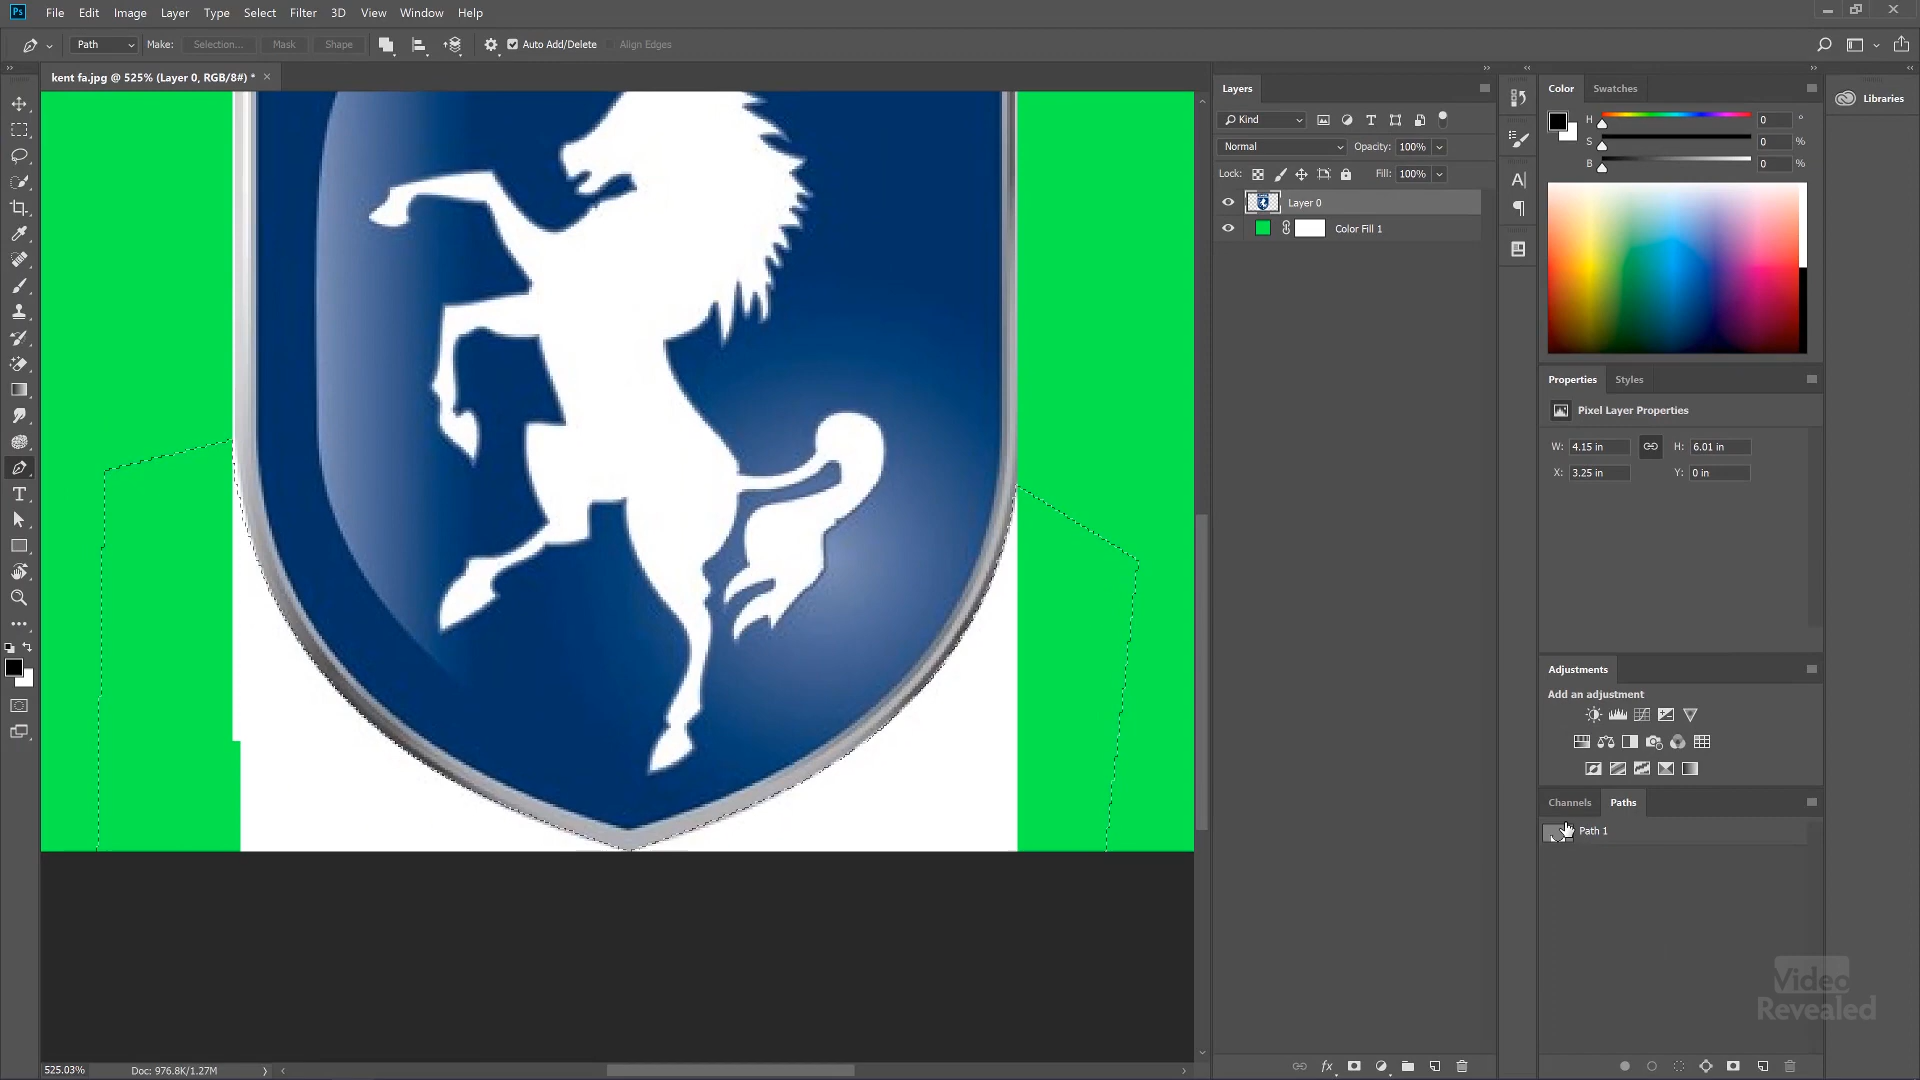 Ps File Edit Image Layer Type Select Filter 3D View Window Help
Path Make: Selection... Mask Shape Auto Add/Delete Align Edges
kent fa.jpg @ 525% (Layer 0, RGB/8#) *
Layers
Kind
Normal Opacity: 100%
Lock: Fill: 100%
Layer 0
Color Fill 1
Color Swatches
H 0 °
S 0 %
B 0 %
Libraries
Properties Styles
Pixel Layer Properties
W: 4.15 in H: 6.01 in
X: 3.25 in Y: 0 in
Adjustments
Add an adjustment
Channels Paths
Path 1
Video
Revealed
525.03% Doc: 976.8K/1.27M
fx